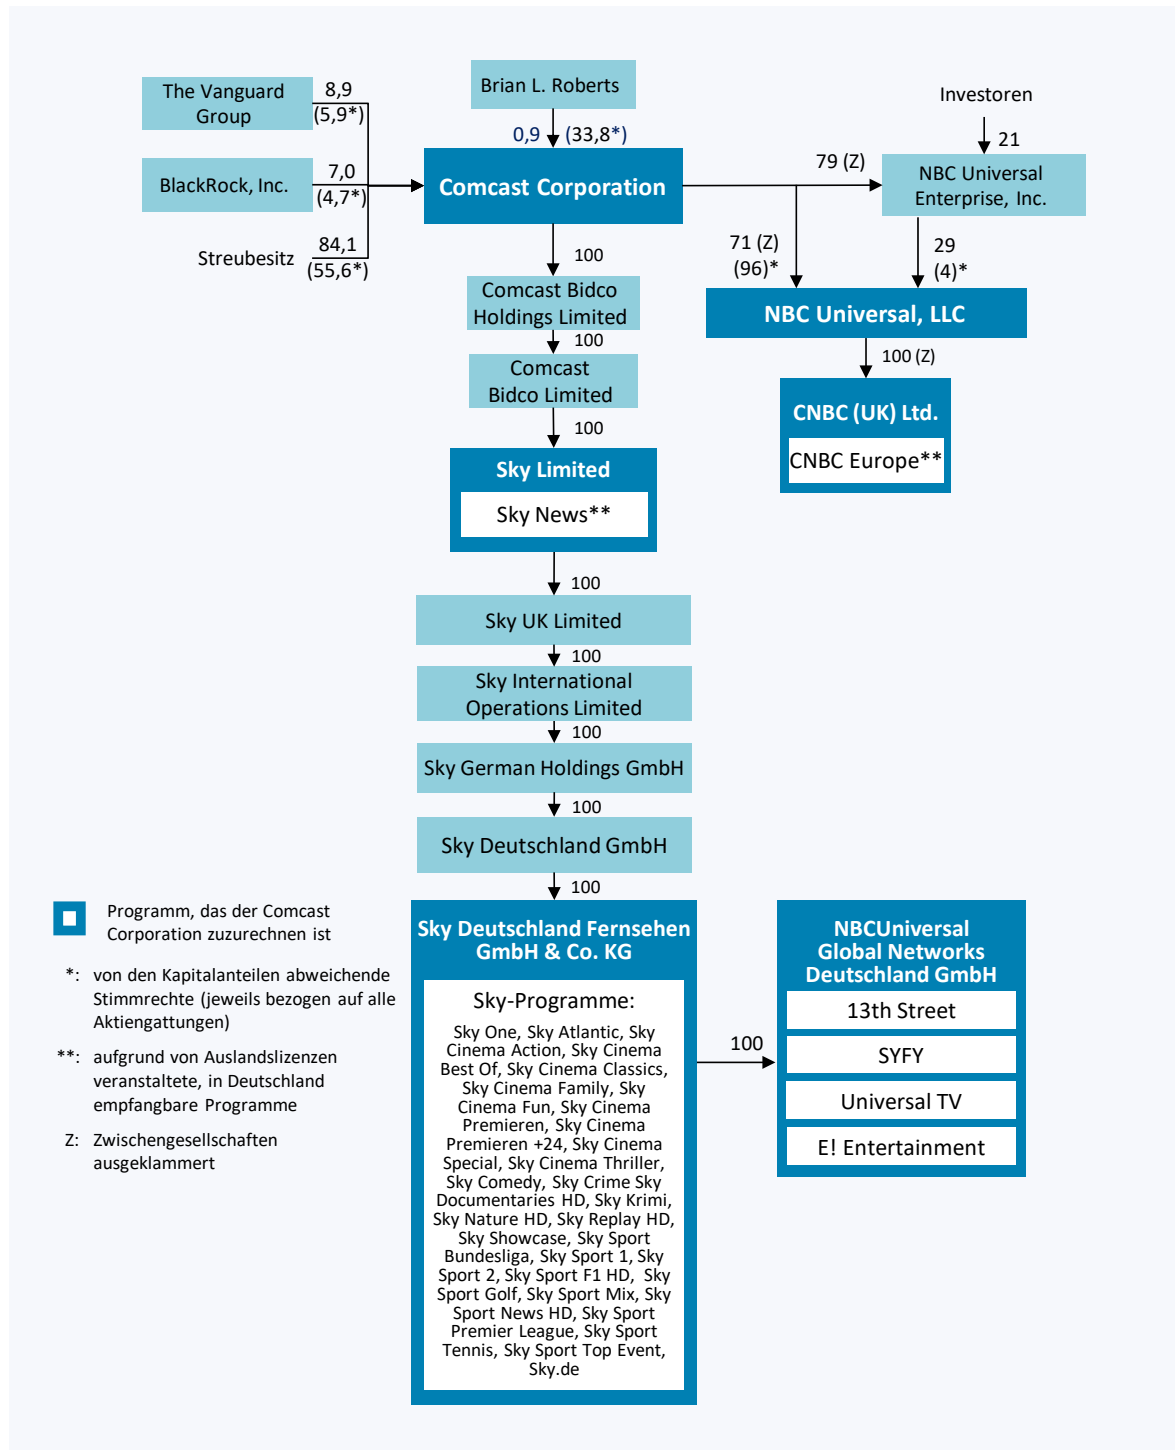 The Vanguard
Group
8,9
(5,9*)
BlackRock, Inc.
7,0
(4,7*)
Streubesitz
84,1
(55,6*)
Brian L. Roberts
0,9 (33,8*)
Comcast Corporation
79 (Z)
Investoren
21
NBC Universal
Enterprise, Inc.
71 (Z)
(96)*
29
(4)*
NBC Universal, LLC
100 (Z)
CNBC (UK) Ltd.
CNBC Europe**
100
Comcast Bidco
Holdings Limited
100
Comcast
Bidco Limited
100
Sky Limited
Sky News**
100
Sky UK Limited
100
Sky International
Operations Limited
100
Sky German Holdings GmbH
100
Sky Deutschland GmbH
100
Sky Deutschland Fernsehen
GmbH & Co. KG
Sky-Programme:
Sky One, Sky Atlantic, Sky
Cinema Action, Sky Cinema
Best Of, Sky Cinema Classics,
Sky Cinema Family, Sky
Cinema Fun, Sky Cinema
Premieren, Sky Cinema
Premieren +24, Sky Cinema
Special, Sky Cinema Thriller,
Sky Comedy, Sky Crime Sky
Documentaries HD, Sky Krimi,
Sky Nature HD, Sky Replay HD,
Sky Showcase, Sky Sport
Bundesliga, Sky Sport 1, Sky
Sport 2, Sky Sport F1 HD, Sky
Sport Golf, Sky Sport Mix, Sky
Sport News HD, Sky Sport
Premier League, Sky Sport
Tennis, Sky Sport Top Event,
Sky.de
100
NBCUniversal
Global Networks
Deutschland GmbH
13th Street
SYFY
Universal TV
E! Entertainment
Programm, das der Comcast
Corporation zuzurechnen ist
*: von den Kapitalanteilen abweichende
Stimmrechte (jeweils bezogen auf alle
Aktiengattungen)
**: aufgrund von Auslandslizenzen
veranstaltete, in Deutschland
empfangbare Programme
Z: Zwischengesellschaften
ausgeklammert